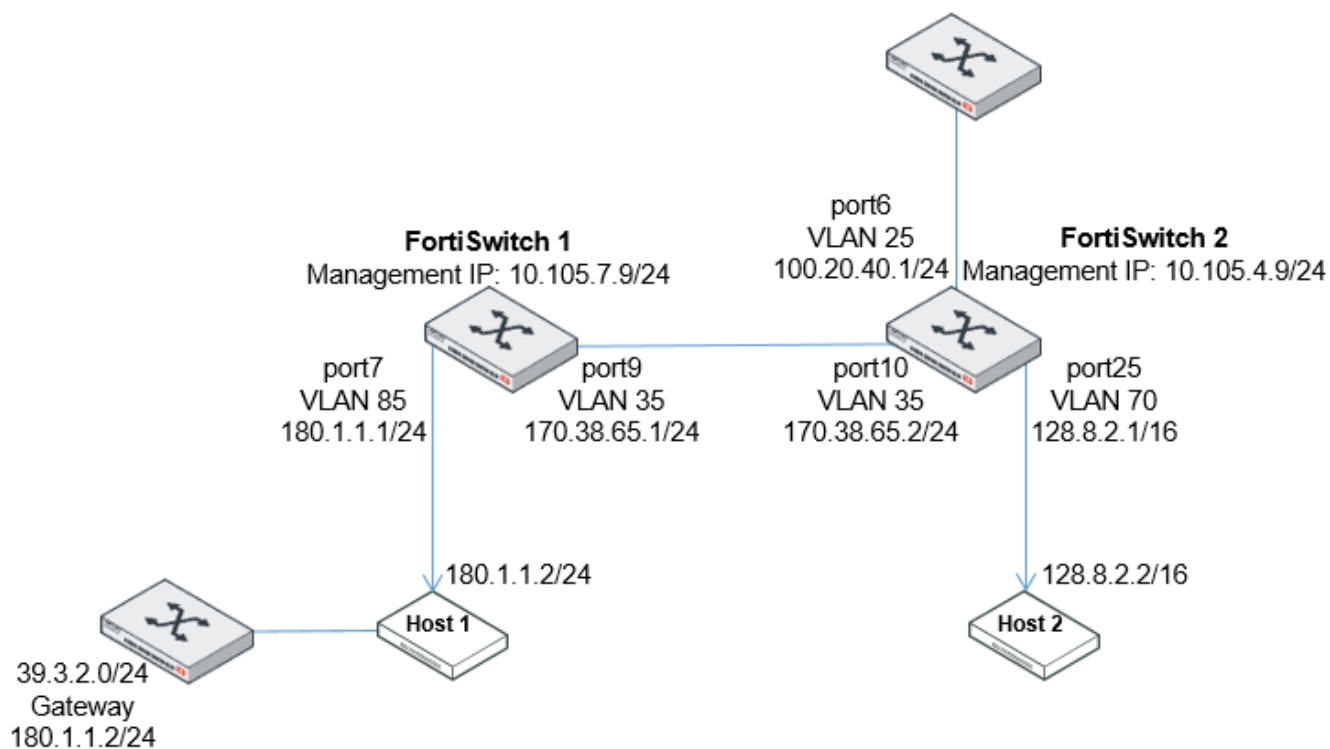 port6
VLAN 25
100.20.40.1/24
FortiSwitch 1
Management IP: 10.105.7.9/24
FortiSwitch 2
Management IP: 10.105.4.9/24
port7
VLAN 85
180.1.1.1/24
port9
VLAN 35
170.38.65.1/24
port10
VLAN 35
170.38.65.2/24
port25
VLAN 70
128.8.2.1/16
180.1.1.2/24
Host 1
128.8.2.2/16
Host 2
39.3.2.0/24
Gateway
180.1.1.2/24